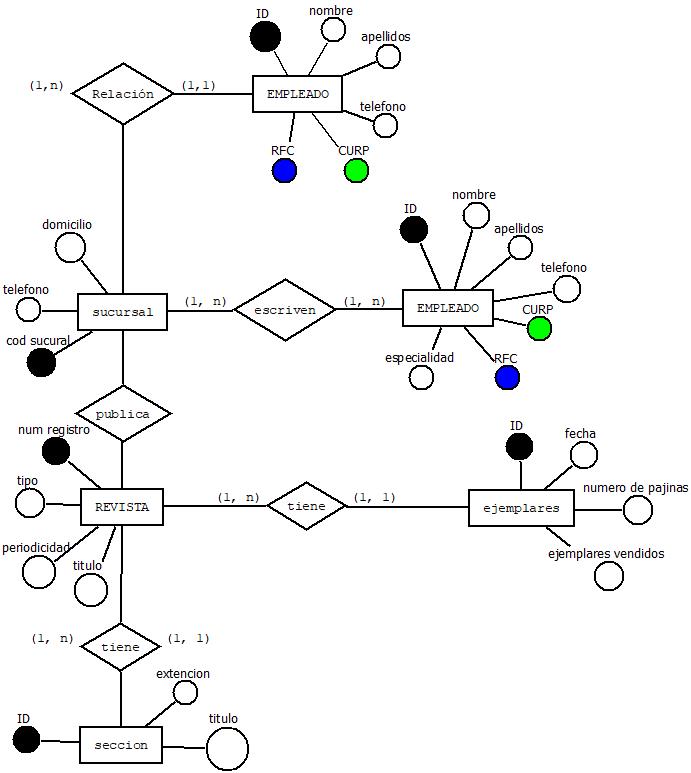 ID
nombre
apellidos
(1,n)
Relación
(1,1)
EMPLEADO
telefono
RFC
CURP
nombre
ID
domicilio
apellidos
telefono
telefono
(1, n)
escriven
(1, n)
EMPLEADO
CURP
sucursal
cod sucural
especialidad
RFC
publica
num registro
ID
fecha
tipo
numero de pajinas
(1, n)
(1, 1)
REVISTA
tiene
ejemplares
periodicidad
ejemplares vendidos
titulo
(1, n)
(1, 1)
tiene
extencion
ID
titulo
seccion